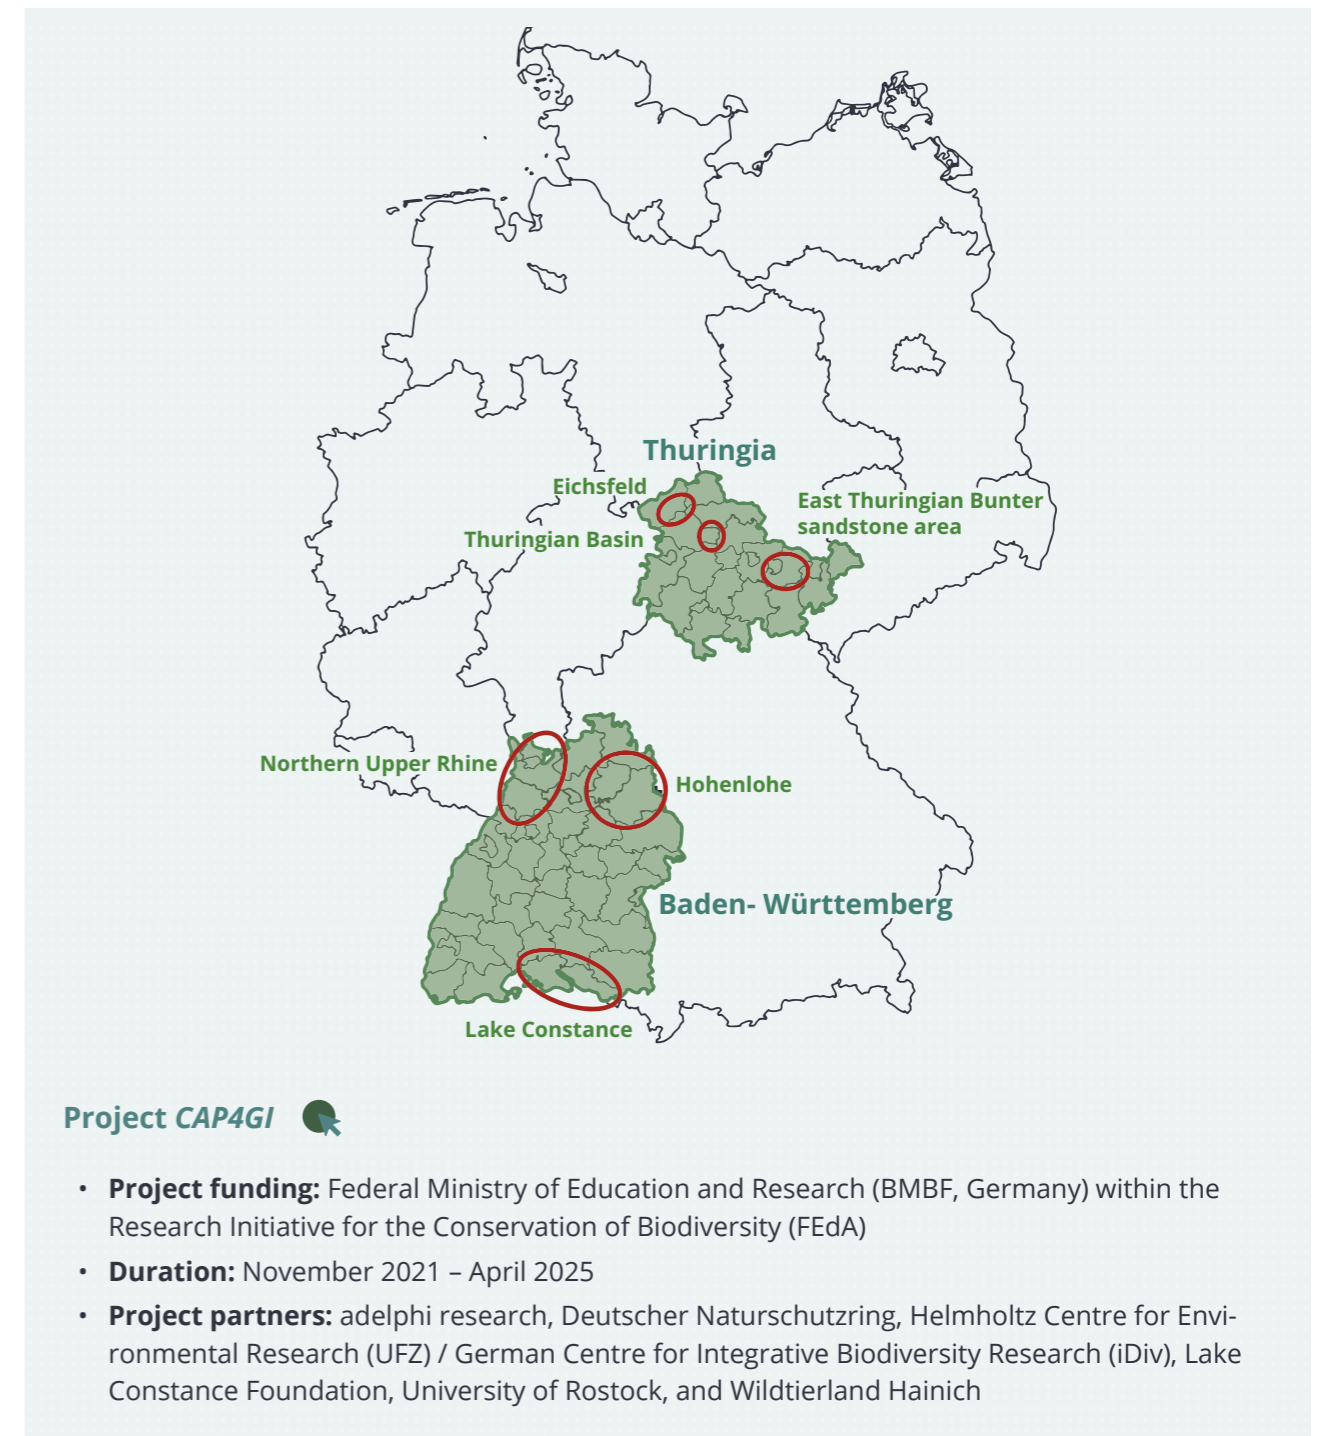 Thuringia
Eichsfeld
East Thuringian Bunter
sandstone area
Thuringian Basin
Northern Upper Rhine
Hohenlohe
Baden- Württemberg
Lake Constance
Project CAP4GI
• Project funding: Federal Ministry of Education and Research (BMBF, Germany) within the
Research Initiative for the Conservation of Biodiversity (FEdA)
• Duration: November 2021 – April 2025
• Project partners: adelphi research, Deutscher Naturschutzring, Helmholtz Centre for Envi-
ronmental Research (UFZ) / German Centre for Integrative Biodiversity Research (iDiv), Lake
Constance Foundation, University of Rostock, and Wildtierland Hainich